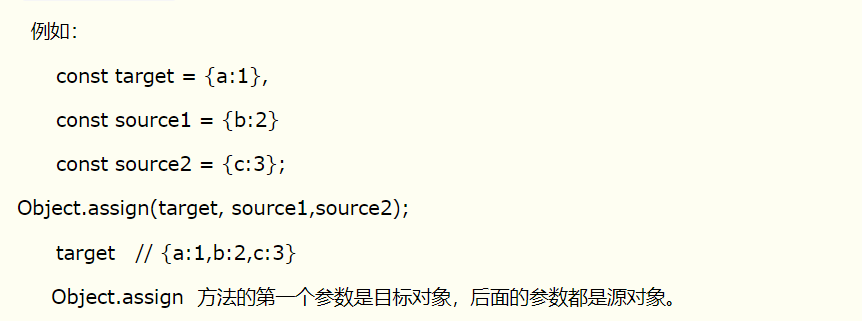 例如：
const target = {a:1},
const source1 = {b:2}
const source2 = {c:3};
Object.assign(target, source1,source2);
target // {a:1,b:2,c:3}
Object.assign 方法的第一个参数是目标对象，后面的参数都是源对象。